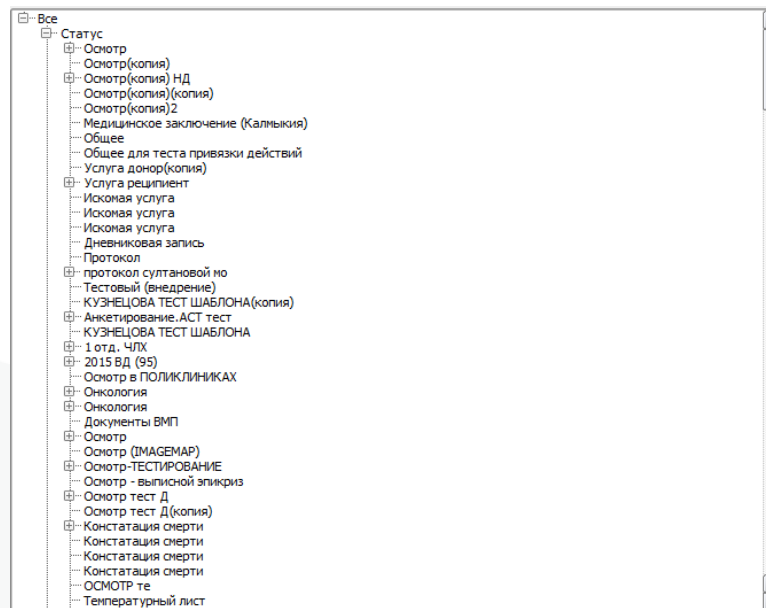 Все
Статус
Осмотр
Осмотр(копия)
Осмотр(копия) НД
Осмотр(копия)(копия)
Осмотр(копия)2
Медицинское заключение (Калмыкия)
Общее
Общее для теста привязки действий
Услуга донор(копия)
Услуга реципиент
Искомая услуга
Искомая услуга
Искомая услуга
Дневниковая запись
Протокол
протокол султановой мо
Тестовый (внедрение)
КУЗНЕЦОВА ТЕСТ ШАБЛОНА(копия)
Анкетирование.АСТ тест
КУЗНЕЦОВА ТЕСТ ШАБЛОНА
1 отд. ЧЛХ
2015 ВД (95)
Осмотр в ПОЛИКЛИНИКАХ
Онкология
Онкология
Документы ВМП
Осмотр
Осмотр (IMAGEMAP)
Осмотр-ТЕСТИРОВАНИЕ
Осмотр - выписной эпикриз
Осмотр тест Д
Осмотр тест Д(копия)
Констатация смерти
Констатация смерти
Констатация смерти
Констатация смерти
ОСМОТР те
Температурный лист